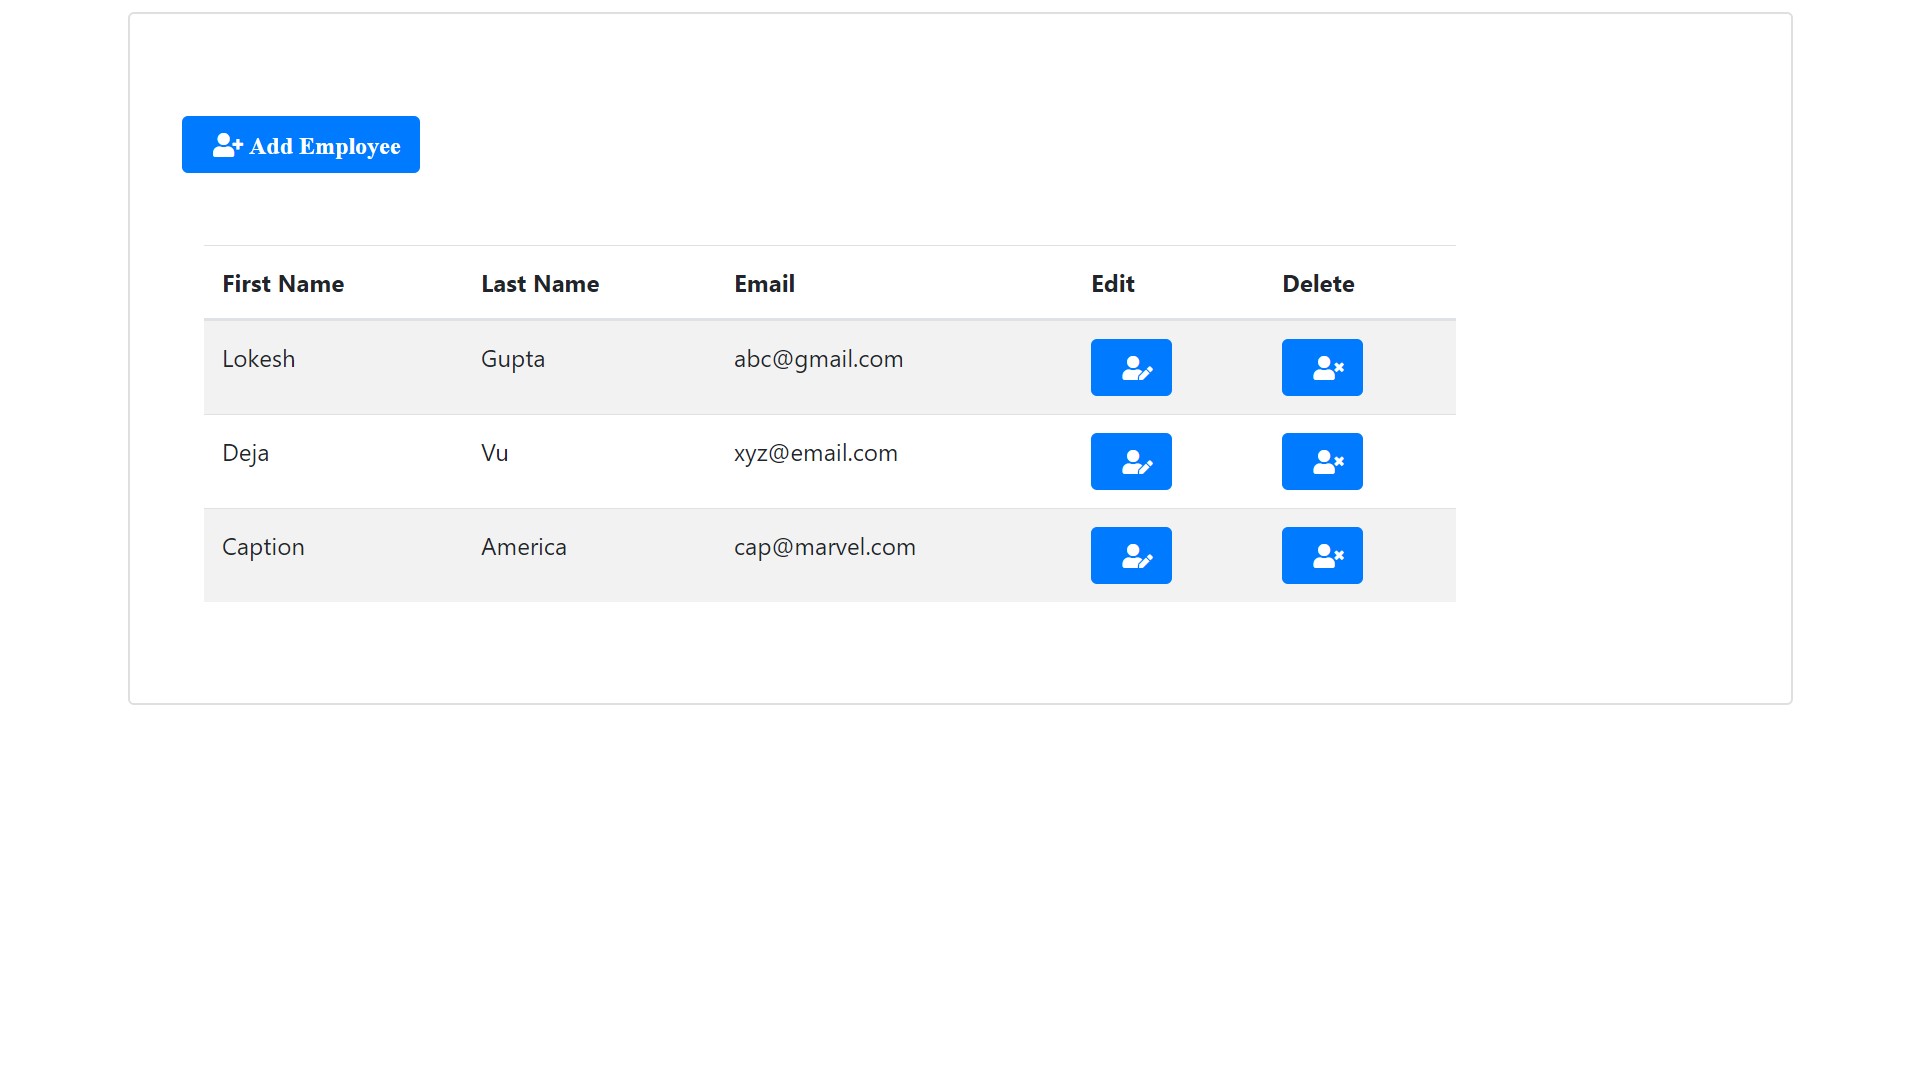 Add Employee
First Name Last Name Email Edit Delete
Lokesh Gupta abc@gmail.com
Deja Vu xyz@email.com
Caption America cap@marvel.com